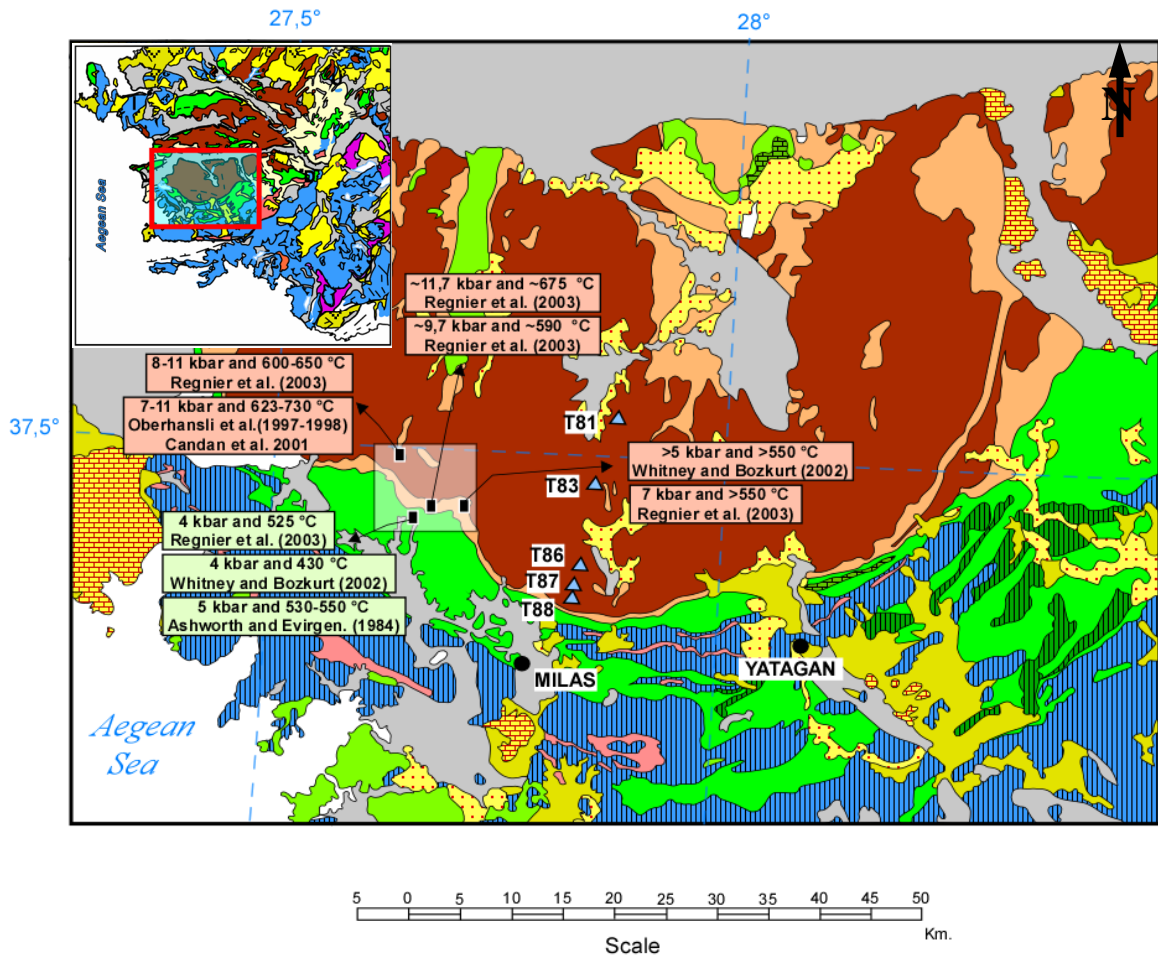 27,5°
28°
N
Aegean Sea
~11,7 kbar and ~675 °C
Regnier et al. (2003)
~9,7 kbar and ~590 °C
Regnier et al. (2003)
8-11 kbar and 600-650 °C
Regnier et al. (2003)
7-11 kbar and 623-730 °C
Oberhansli et al.(1997-1998)
Candan et al. 2001
37,5°
T81
>5 kbar and >550 °C
Whitney and Bozkurt (2002)
T83
7 kbar and >550 °C
Regnier et al. (2003)
4 kbar and 525 °C
Regnier et al. (2003)
T86
4 kbar and 430 °C
Whitney and Bozkurt (2002)
T87
5 kbar and 530-550 °C
Ashworth and Evirgen. (1984)
T88
MILAS
YATAGAN
Aegean
Sea
5 0 5 10 15 20 25 30 35 40 45 50
Km.
Scale